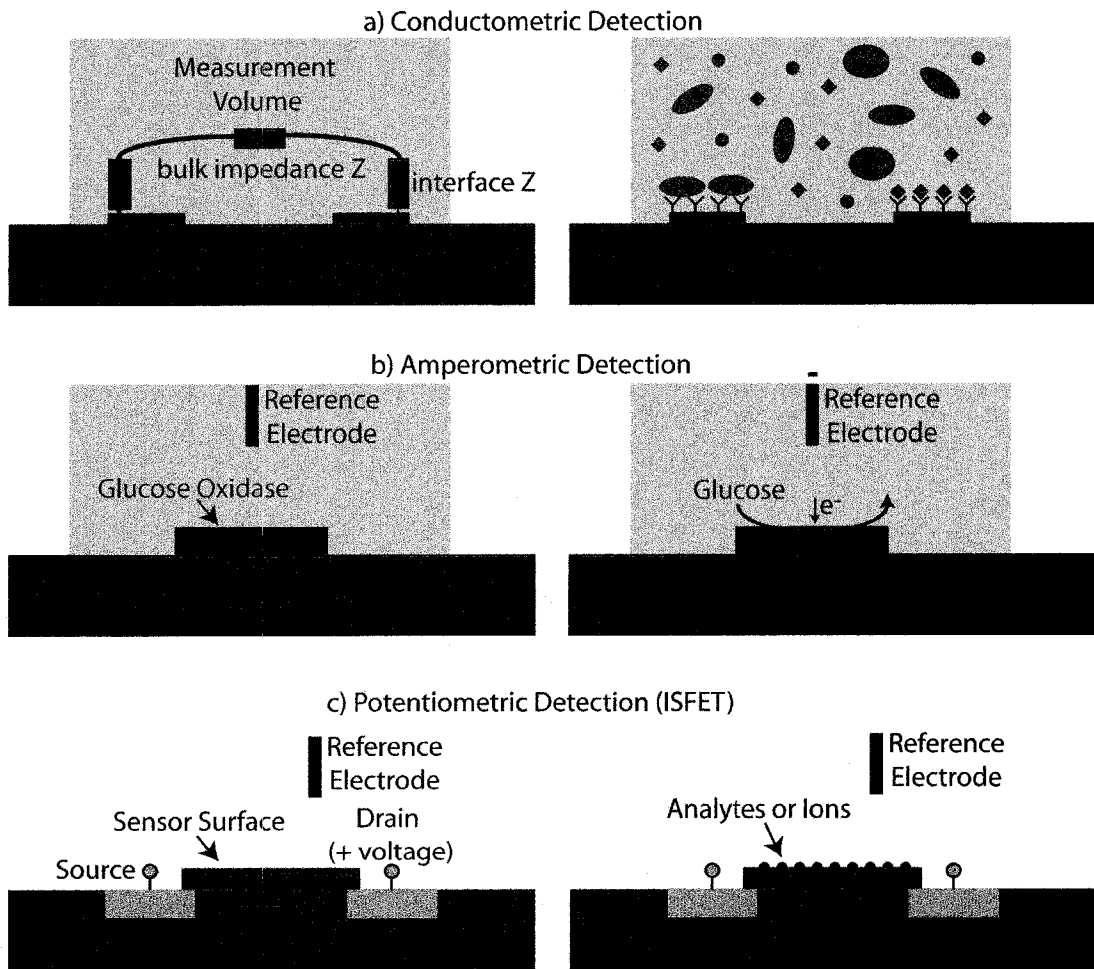 a) Conductometric Detection
Measurement
Volume
bulk impedance Z
interface Z
b) Amperometric Detection
Reference
Electrode
Glucose Oxidase
Reference
Electrode
Glucose
e-
c) Potentiometric Detection (ISFET)
Reference
Electrode
Sensor Surface
Drain
(+ voltage)
Source
Reference
Electrode
Analytes or Ions